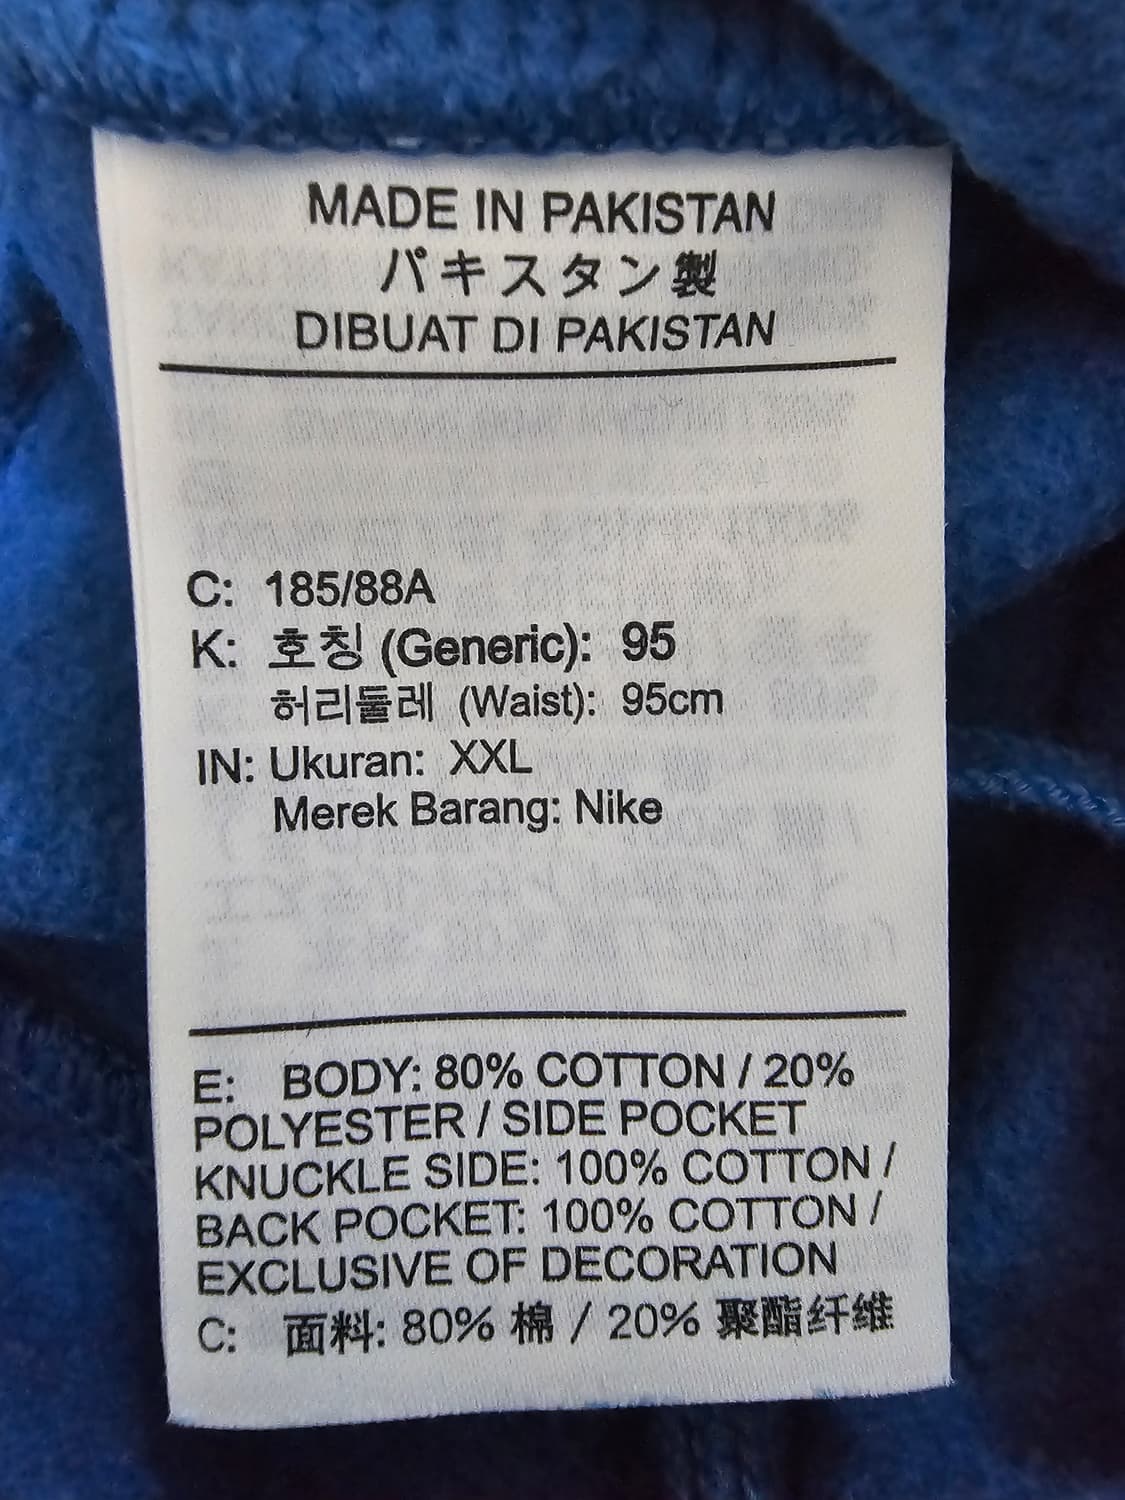 MADE IN PAKISTAN
パキスタン製
DIBUAT DI PAKISTAN
C: 185/88A
K: 호칭 (Generic): 95
허리둘레 (Waist): 95cm
IN: Ukuran: XXL
Merek Barang: Nike
E: BODY: 80% COTTON / 20%
POLYESTER / SIDE POCKET
KNUCKLE SIDE: 100% COTTON /
BACK POCKET: 100% COTTON /
EXCLUSIVE OF DECORATION
C: 面料: 80% 棉 / 20% 聚酯纤维